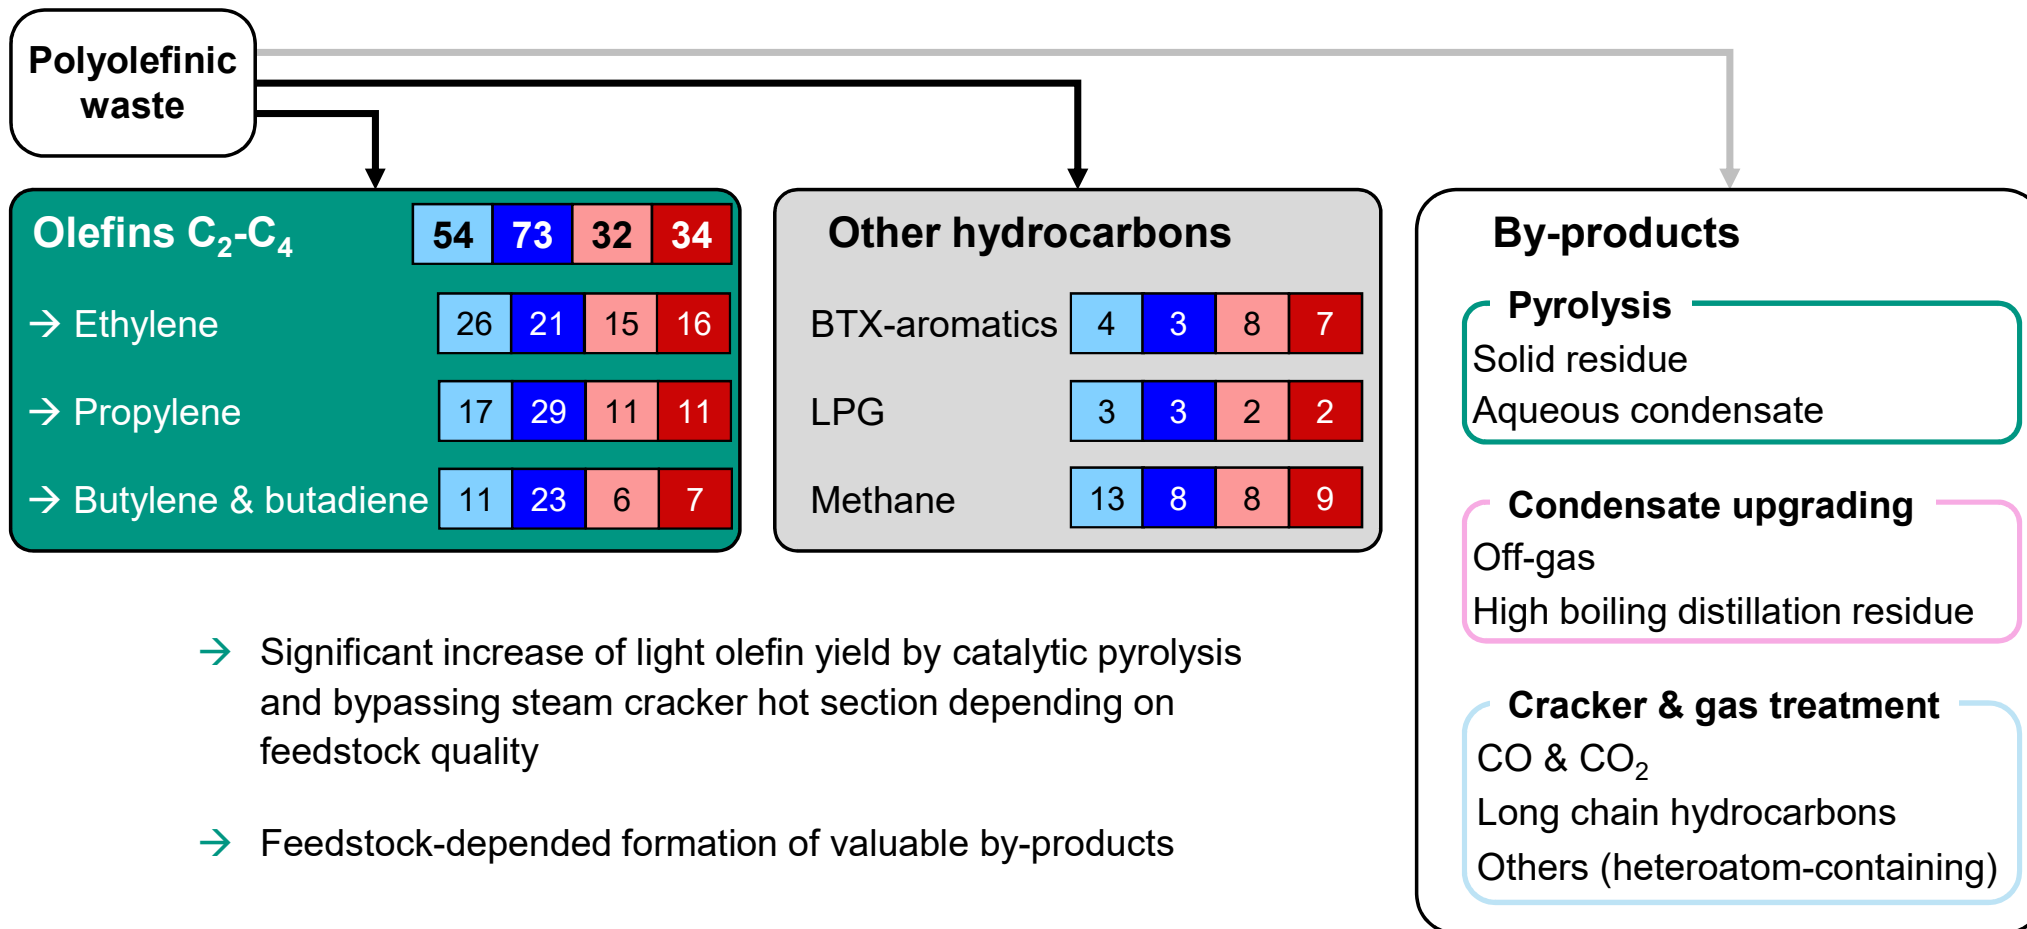 Polyolefinic
waste
Olefins C₂-C₄ 54 73 32 34
→ Ethylene 26 21 15 16
→ Propylene 17 29 11 11
→ Butylene & butadiene 11 23 6 7
Other hydrocarbons
BTX-aromatics 4 3 8 7
LPG 3 3 2 2
Methane 13 8 8 9
By-products
Pyrolysis
Solid residue
Aqueous condensate
Condensate upgrading
Off-gas
High boiling distillation residue
Cracker & gas treatment
CO & CO₂
Long chain hydrocarbons
Others (heteroatom-containing)
→ Significant increase of light olefin yield by catalytic pyrolysis
and bypassing steam cracker hot section depending on
feedstock quality
→ Feedstock-depended formation of valuable by-products